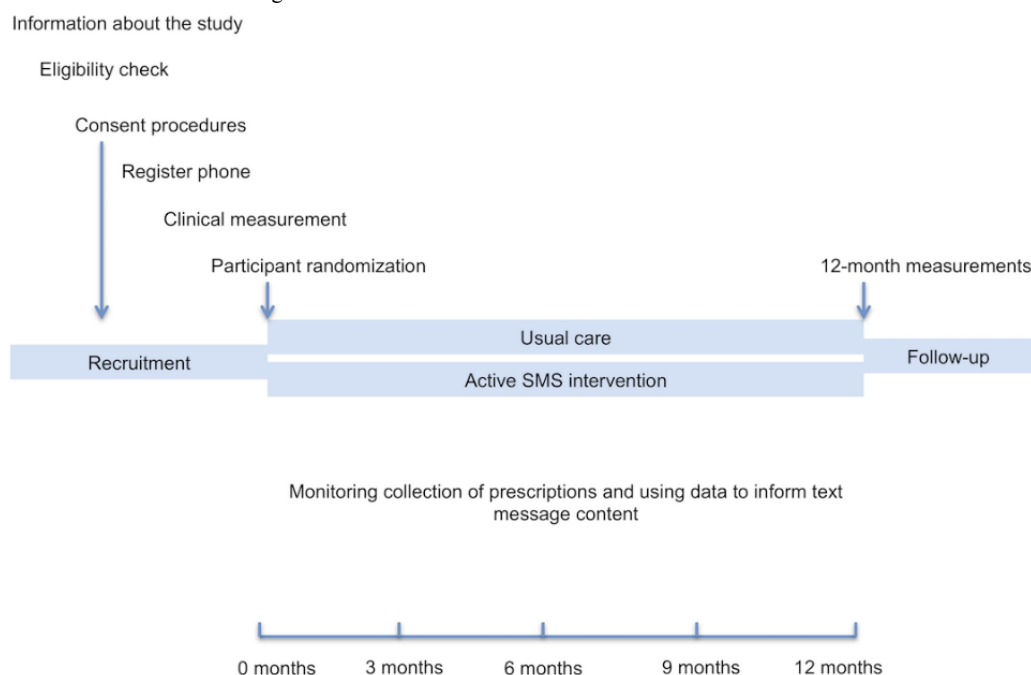 Information about the study
Eligibility check
Consent procedures
Register phone
Clinical measurement
Participant randomization
12-month measurements
Usual care
Recruitment
Follow-up
Active SMS intervention
Monitoring collection of prescriptions and using data to inform text
message content
0 months
3 months
6 months
9 months
12 months